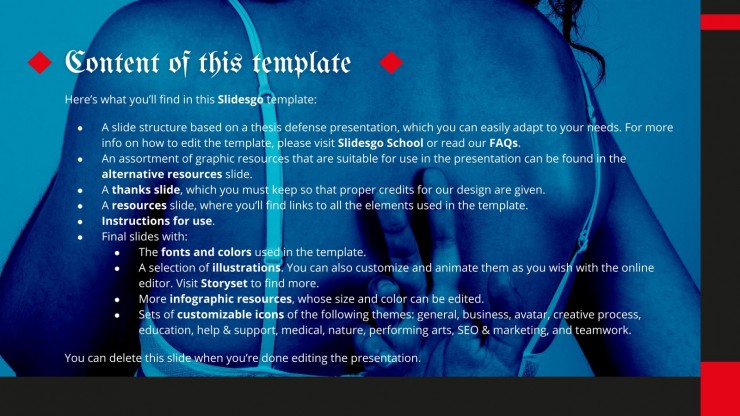 Content of this template
Here's what you'll find in this Slidesgo template:
● A slide structure based on a thesis defense presentation, which you can easily adapt to your needs. For more
info on how to edit the template, please visit Slidesgo School or read our FAQs.
● An assortment of graphic resources that are suitable for use in the presentation can be found in the
alternative resources slide.
● A thanks slide, which you must keep so that proper credits for our design are given.
● A resources slide, where you'll find links to all the elements used in the template.
● Instructions for use.
● Final slides with:
● The fonts and colors used in the template.
● A selection of illustrations. You can also customize and animate them as you wish with the online
editor. Visit Storyset to find more.
● More infographic resources, whose size and color can be edited.
● Sets of customizable icons of the following themes: general, business, avatar, creative process,
education, help & support, medical, nature, performing arts, SEO & marketing, and teamwork.
You can delete this slide when you're done editing the presentation.